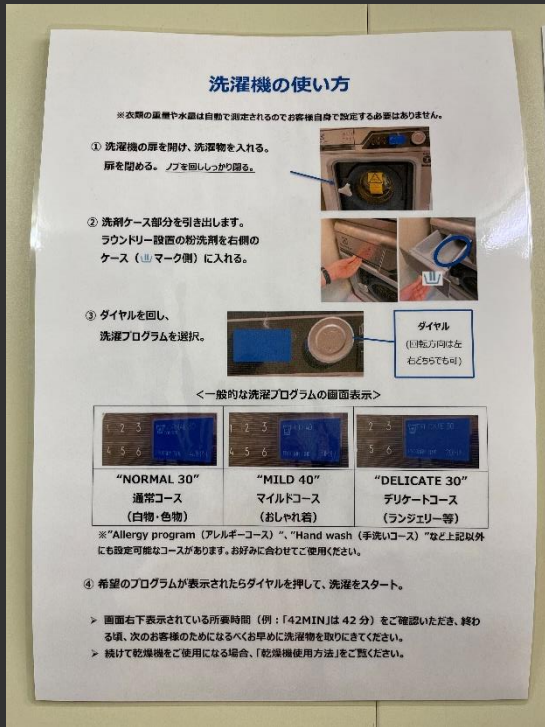 洗濯機の使い方
※衣類の重量や水量は自動で測定されるのでお客様自身で設定する必要はありません。
① 洗濯機の扉を開け、洗濯物を入れる。
扉を閉める。 ノブを回ししっかり閉る。
② 洗剤ケース部分を引き出します。
ラウンドリー設置の粉洗剤を右側の
ケース（マーク側）に入れる。
③ ダイヤルを回し、
洗濯プログラムを選択。
ダイヤル
(回転方向は左
右どちらでも可)
＜一般的な洗濯プログラムの画面表示＞
1 2 3
4 5 6
1 2 3
4 5 6
2 3
5 6
“NORMAL 30”
通常コース
（白物・色物）
“MILD 40”
マイルドコース
（おしゃれ着）
“DELICATE 30”
デリケートコース
（ランジェリー等）
※“Allergy program（アレルギーコース）“、“Hand wash（手洗いコース）”など上記以外
にも設定可能なコースがあります。お好みに合わせてご使用ください。
④ 希望のプログラムが表示されたらダイヤルを押して、洗濯をスタート。
➢ 画面右下表示されている所要時間（例：「42MIN」は 42 分）をご確認いただき、終わ
る頃、次のお客様のためになるべくお早めに洗濯物を取りにきてください。
➢ 続けて乾燥機をご使用になる場合、「乾燥機使用方法」をご覧ください。